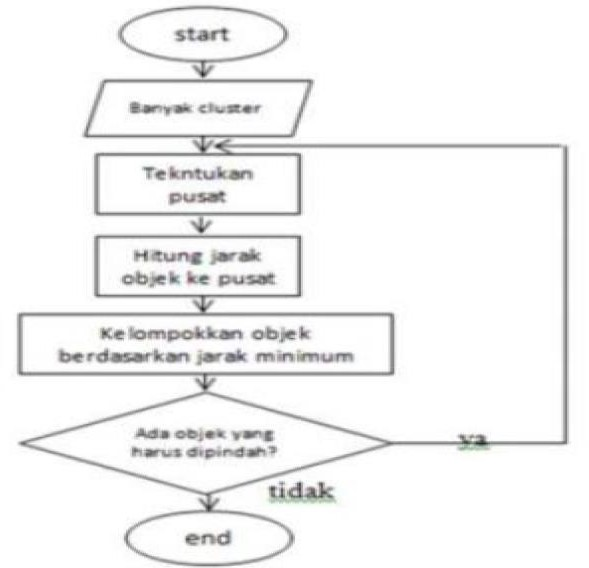 start
Banyak cluster
Tekntukan
pusat
Hitung jarak
objek ke pusat
Kelompokkan objek
berdasarkan jarak minimum
Ada objek yang
harus dipindah?
ya
tidak
end